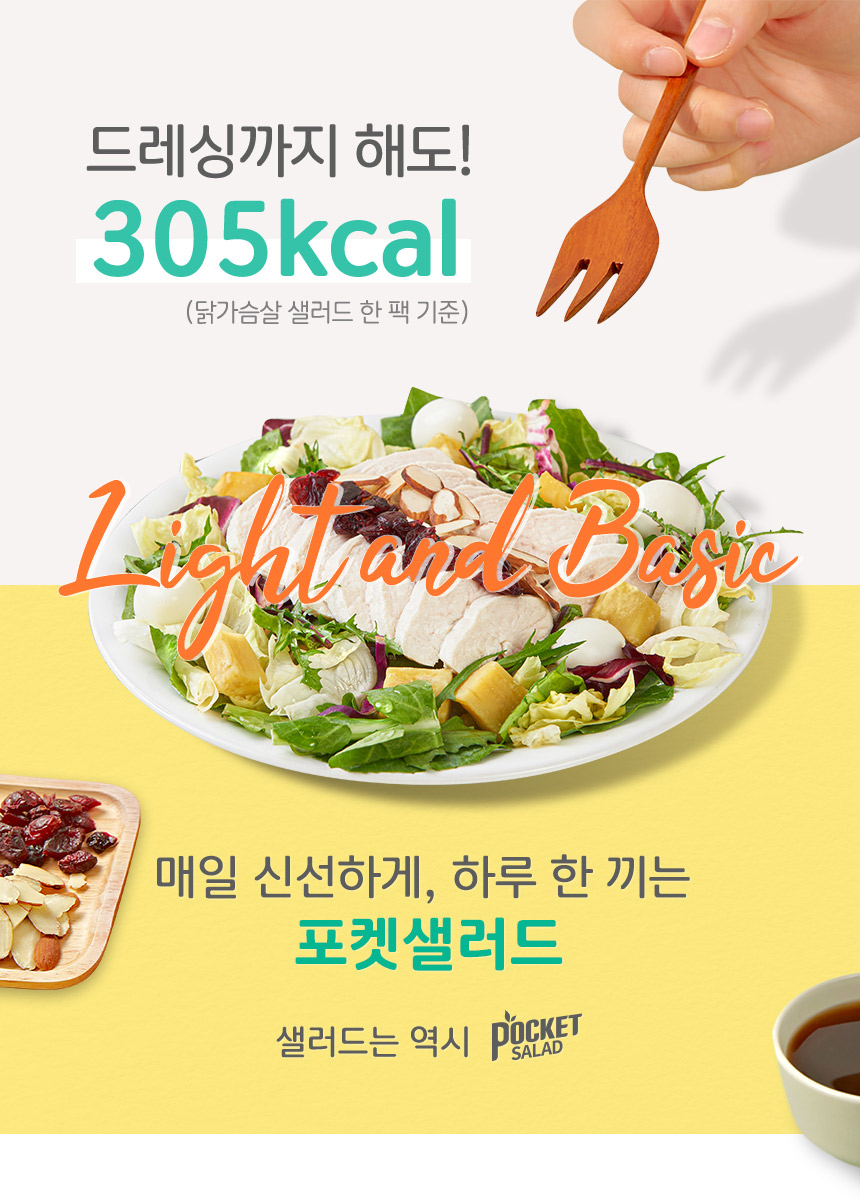 드레싱까지 해도!
305kcal
(닭가슴살 샐러드 한 팩 기준)
Light and Basic
매일 신선하게, 하루 한 끼는
포켓샐러드
샐러드는 역시 POCKET SALAD